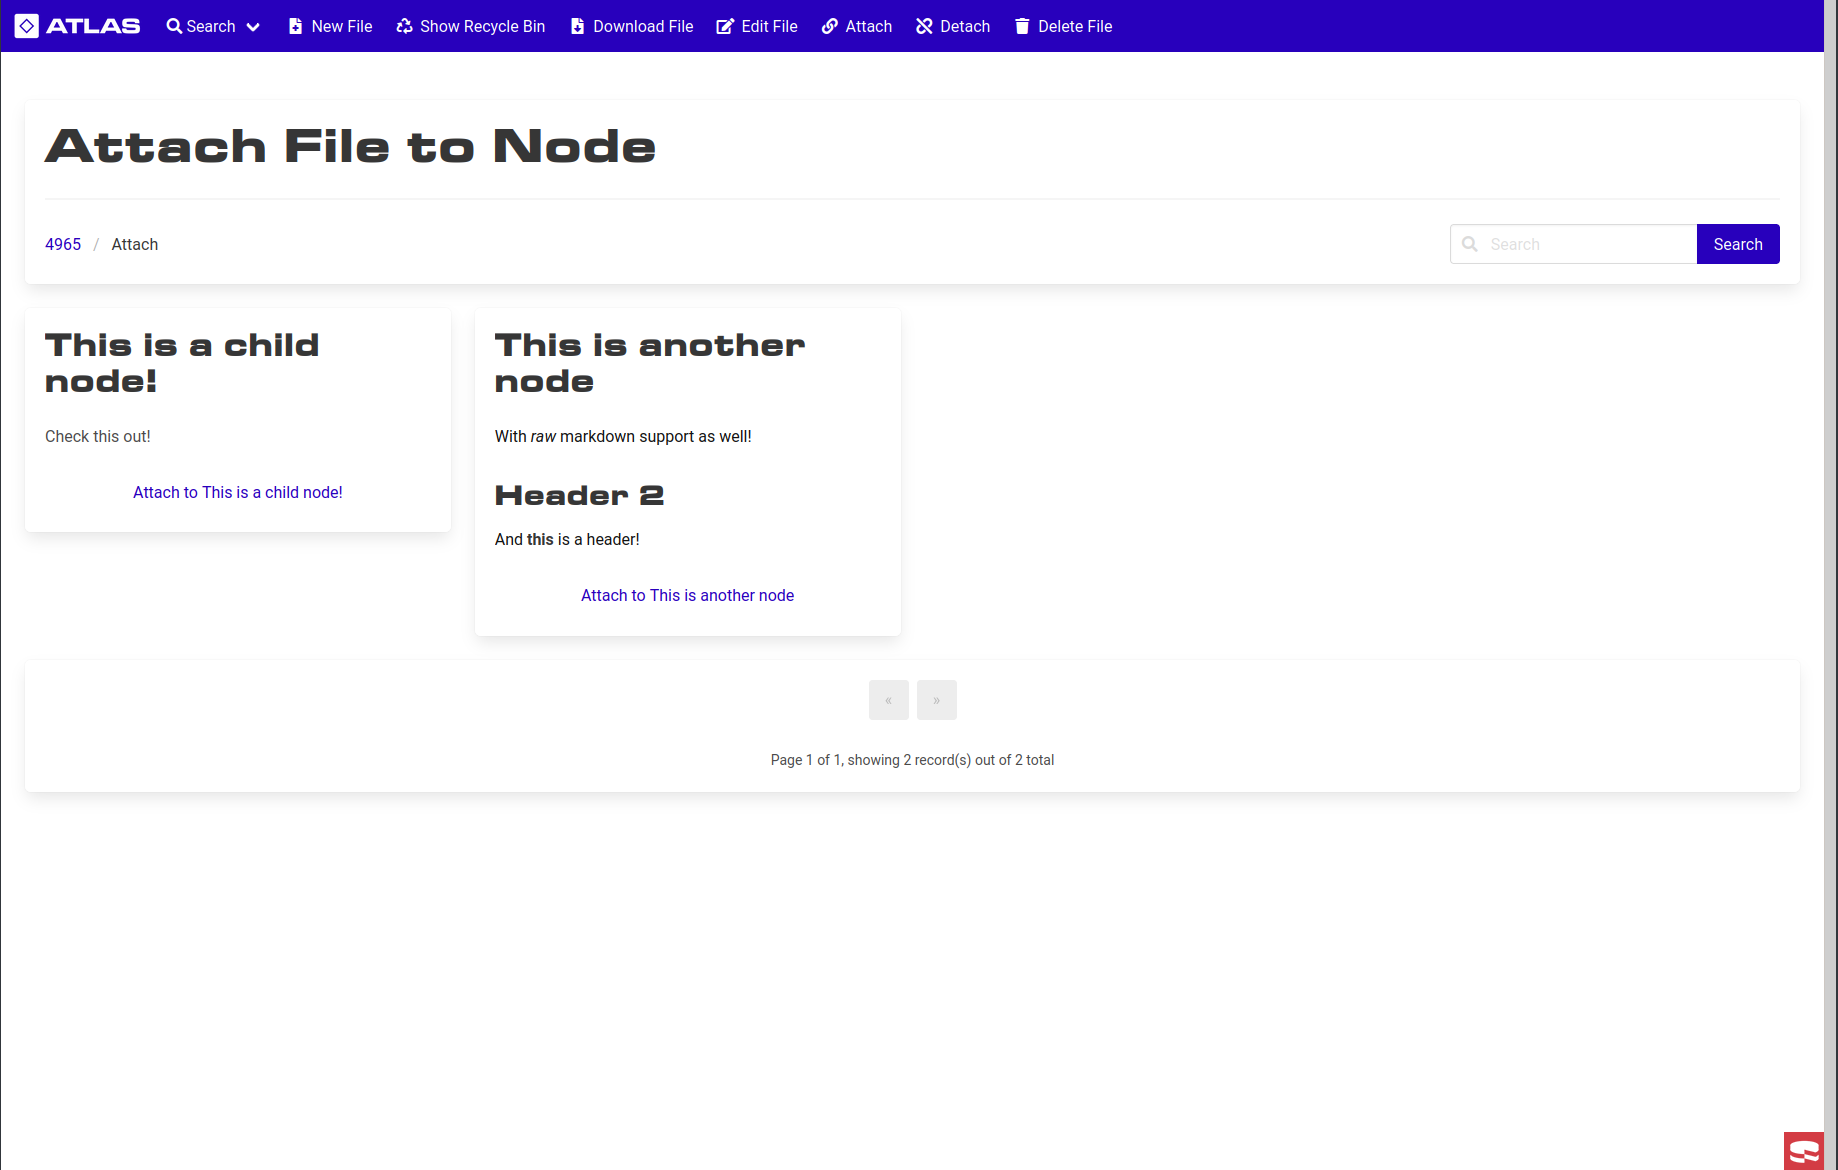 ATLAS Search New File Show Recycle Bin Download File Edit File Attach Detach Delete File
Attach File to Node
4965 / Attach
Search Search
This is a child
node!
Check this out!
Attach to This is a child node!
This is another
node
With raw markdown support as well!
Header 2
And this is a header!
Attach to This is another node
« »
Page 1 of 1, showing 2 record(s) out of 2 total